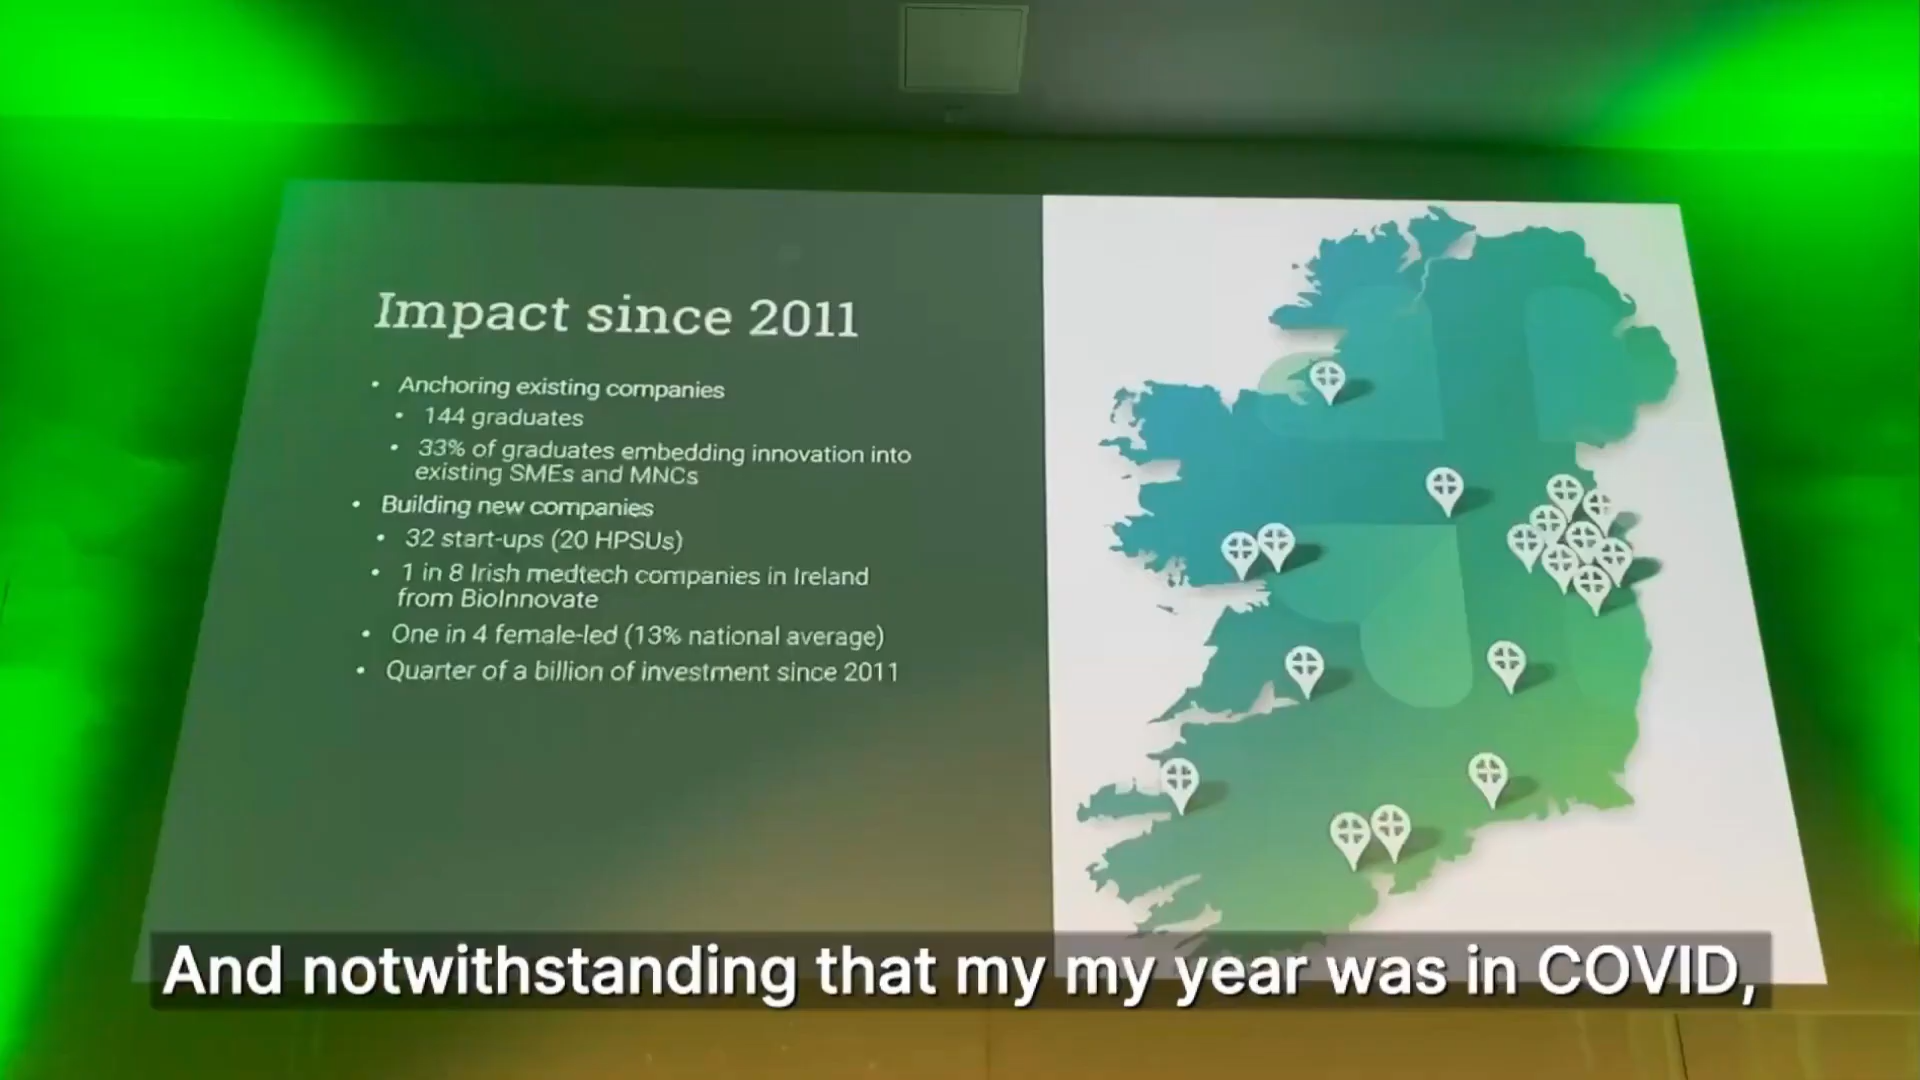 Impact since 2011
• Anchoring existing companies
• 144 graduates
• 33% of graduates embedding innovation into
existing SMEs and MNCs
• Building new companies
• 32 start-ups (20 HPSUs)
• 1 in 8 Irish medtech companies in Ireland
from BioInnovate
• One in 4 female-led (13% national average)
• Quarter of a billion of investment since 2011
And notwithstanding that my my year was in COVID,